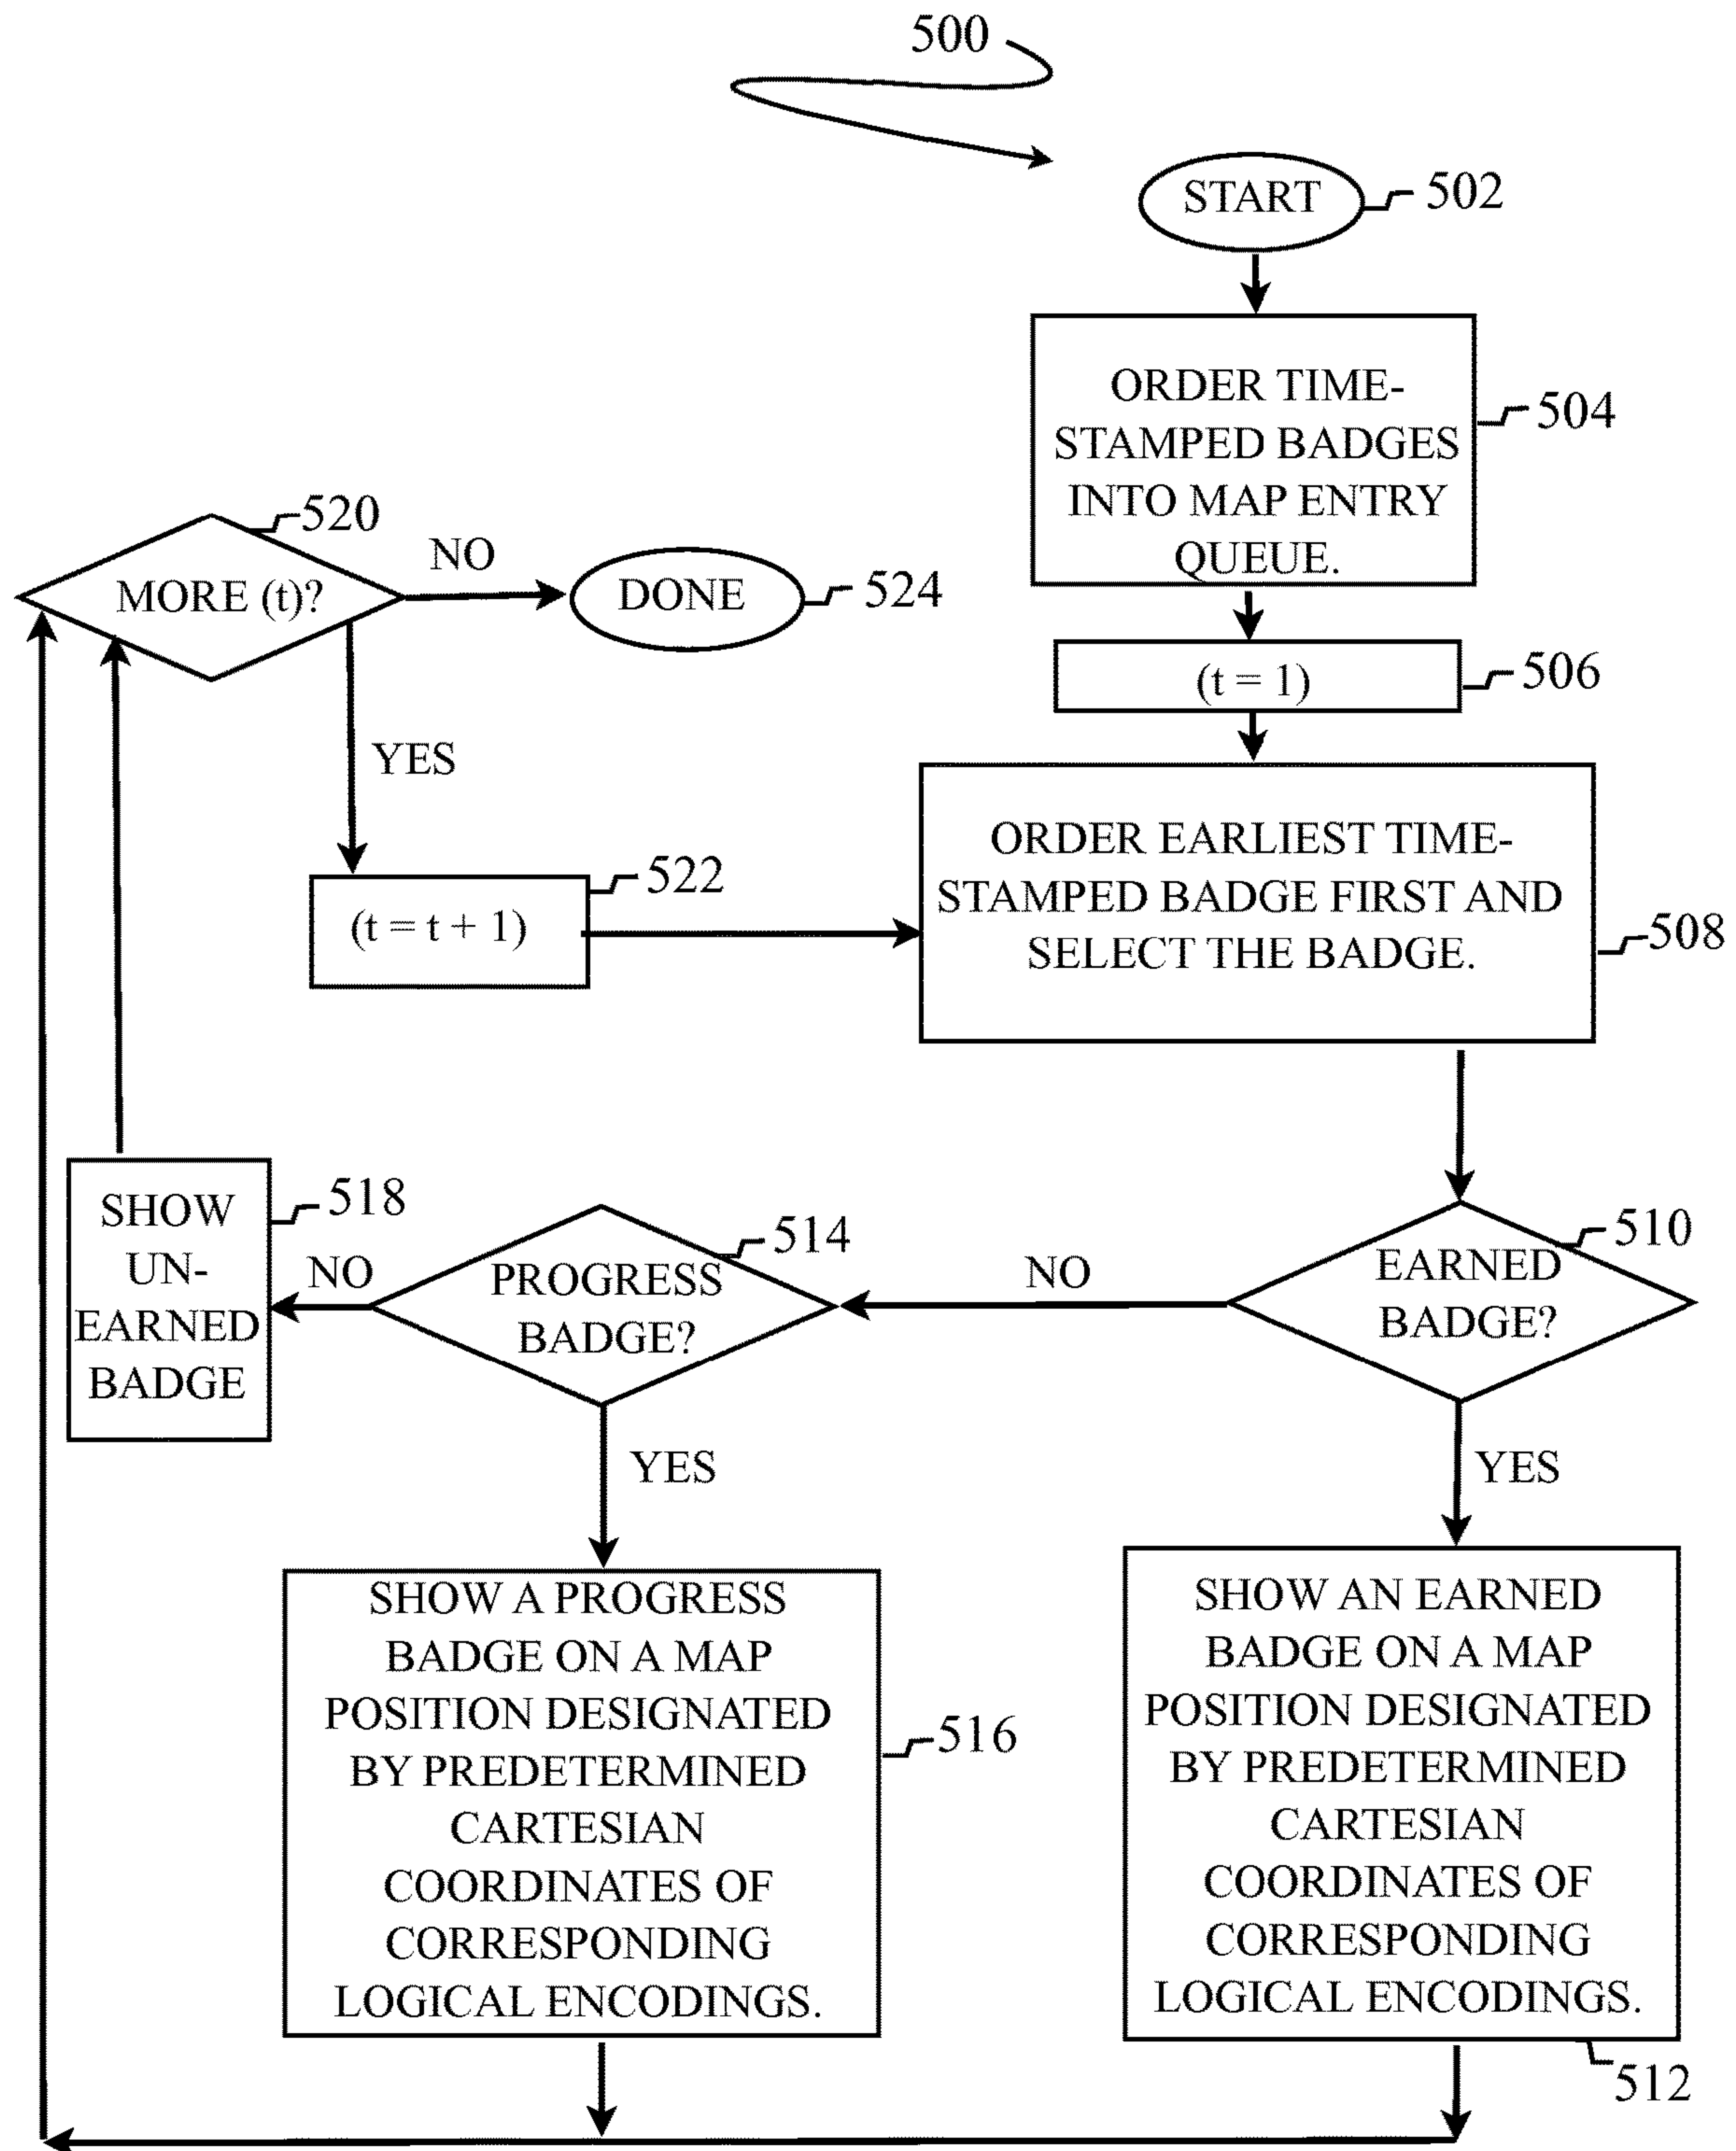 500
START
502
ORDER TIME-
STAMPED BADGES
INTO MAP ENTRY
QUEUE.
504
520
MORE (t)?
NO
DONE
524
(t = 1)
506
YES
ORDER EARLIEST TIME-
STAMPED BADGE FIRST AND
SELECT THE BADGE.
508
522
(t = t + 1)
SHOW
UN-
EARNED
BADGE
518
NO
514
PROGRESS
BADGE?
NO
510
EARNED
BADGE?
YES
YES
SHOW A PROGRESS
BADGE ON A MAP
POSITION DESIGNATED
BY PREDETERMINED
CARTESIAN
COORDINATES OF
CORRESPONDING
LOGICAL ENCODINGS.
516
SHOW AN EARNED
BADGE ON A MAP
POSITION DESIGNATED
BY PREDETERMINED
CARTESIAN
COORDINATES OF
CORRESPONDING
LOGICAL ENCODINGS.
512